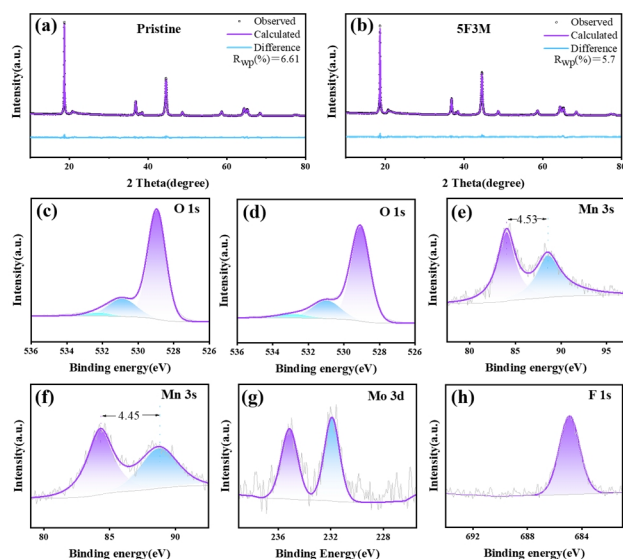 (a) Pristine
Observed
Calculated
Difference
Rwp(%)=6.61
Intensity(a.u.)
20 40 60 80
2 Theta(degree)
(b) 5F3M
Observed
Calculated
Difference
Rwp(%)=5.7
Intensity(a.u.)
20 40 60 80
2 Theta(degree)
(c) O 1s
Intensity(a.u.)
536 534 532 530 528 526
Binding energy(eV)
(d) O 1s
Intensity(a.u.)
536 534 532 530 528 526
Binding energy(eV)
(e) Mn 3s
4.53
Intensity(a.u.)
80 85 90 95
Binding energy(eV)
(f) Mn 3s
4.45
Intensity(a.u.)
80 85 90
Binding energy(eV)
(g) Mo 3d
Intensity(a.u.)
236 232 228
Binding Energy(eV)
(h) F 1s
Intensity(a.u.)
692 688 684
Binding energy(eV)